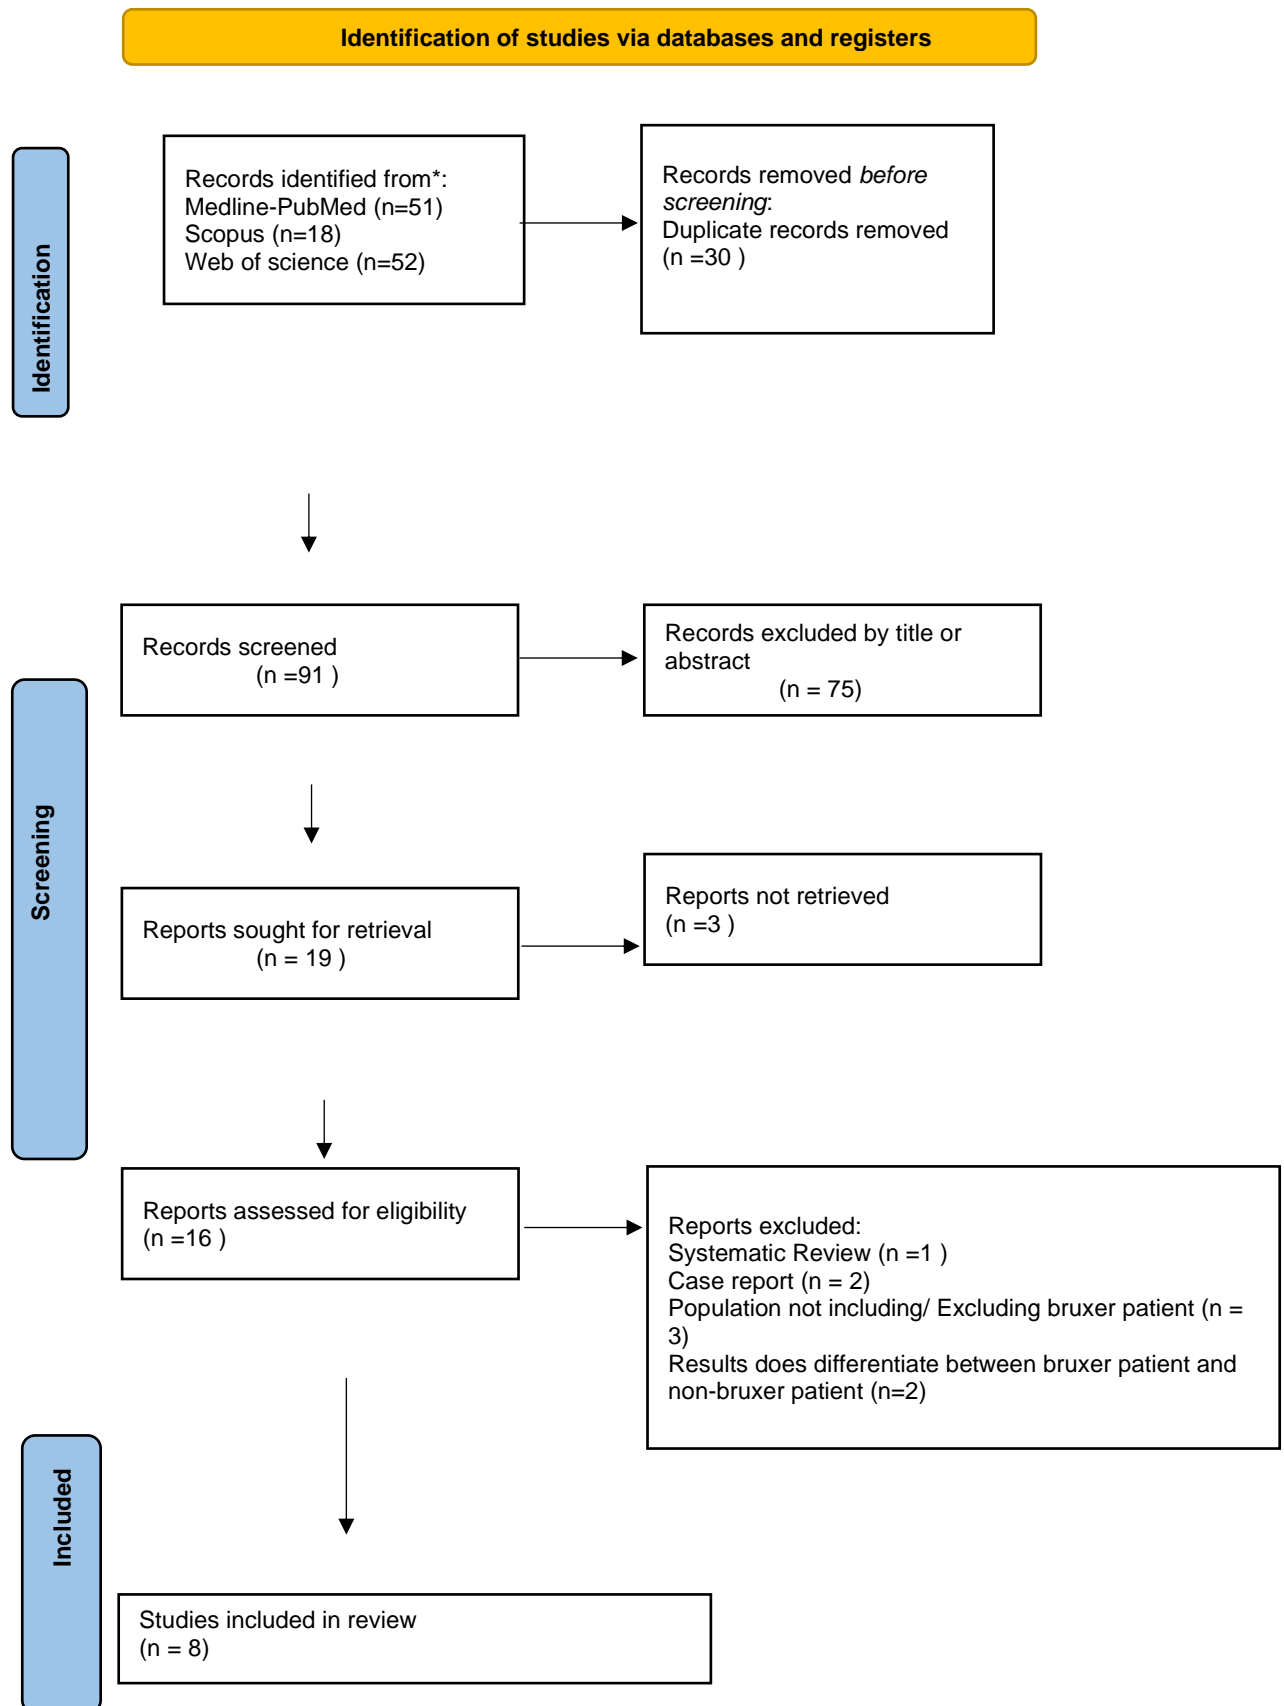 Identification of studies via databases and registers
Identification
Records identified from*:
Medline-PubMed (n=51)
Scopus (n=18)
Web of science (n=52)
Records removed before
screening:
Duplicate records removed
(n =30 )
Screening
Records screened
(n =91 )
Records excluded by title or
abstract
(n = 75)
Reports sought for retrieval
(n = 19 )
Reports not retrieved
(n =3 )
Reports assessed for eligibility
(n =16 )
Reports excluded:
Systematic Review (n =1 )
Case report (n = 2)
Population not including/ Excluding bruxer patient (n =
3)
Results does differentiate between bruxer patient and
non-bruxer patient (n=2)
Included
Studies included in review
(n = 8)